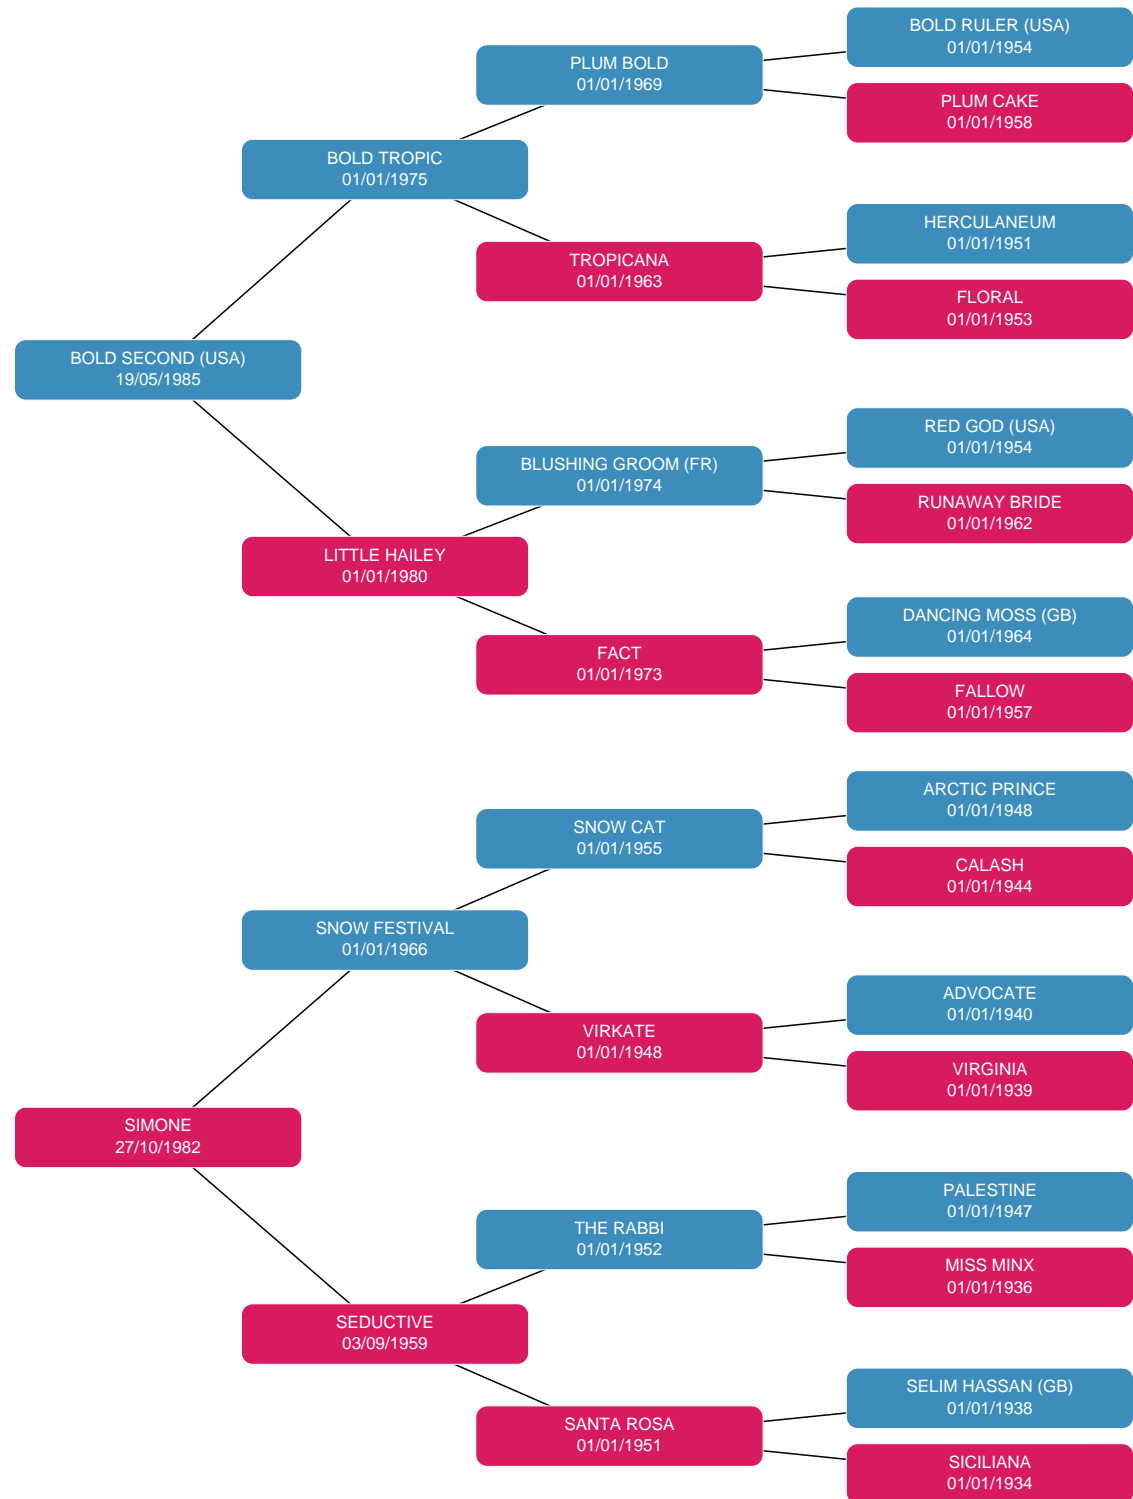 BOLD RULER (USA)
01/01/1954
PLUM BOLD
01/01/1969
PLUM CAKE
01/01/1958
BOLD TROPIC
01/01/1975
HERCULANEUM
01/01/1951
TROPICANA
01/01/1963
FLORAL
01/01/1953
BOLD SECOND (USA)
19/05/1985
RED GOD (USA)
01/01/1954
BLUSHING GROOM (FR)
01/01/1974
RUNAWAY BRIDE
01/01/1962
LITTLE HAILEY
01/01/1980
DANCING MOSS (GB)
01/01/1964
FACT
01/01/1973
FALLOW
01/01/1957
ARCTIC PRINCE
01/01/1948
SNOW CAT
01/01/1955
CALASH
01/01/1944
SNOW FESTIVAL
01/01/1966
ADVOCATE
01/01/1940
VIRKATE
01/01/1948
VIRGINIA
01/01/1939
SIMONE
27/10/1982
PALESTINE
01/01/1947
THE RABBI
01/01/1952
MISS MINX
01/01/1936
SEDUCTIVE
03/09/1959
SELIM HASSAN (GB)
01/01/1938
SANTA ROSA
01/01/1951
SICILIANA
01/01/1934